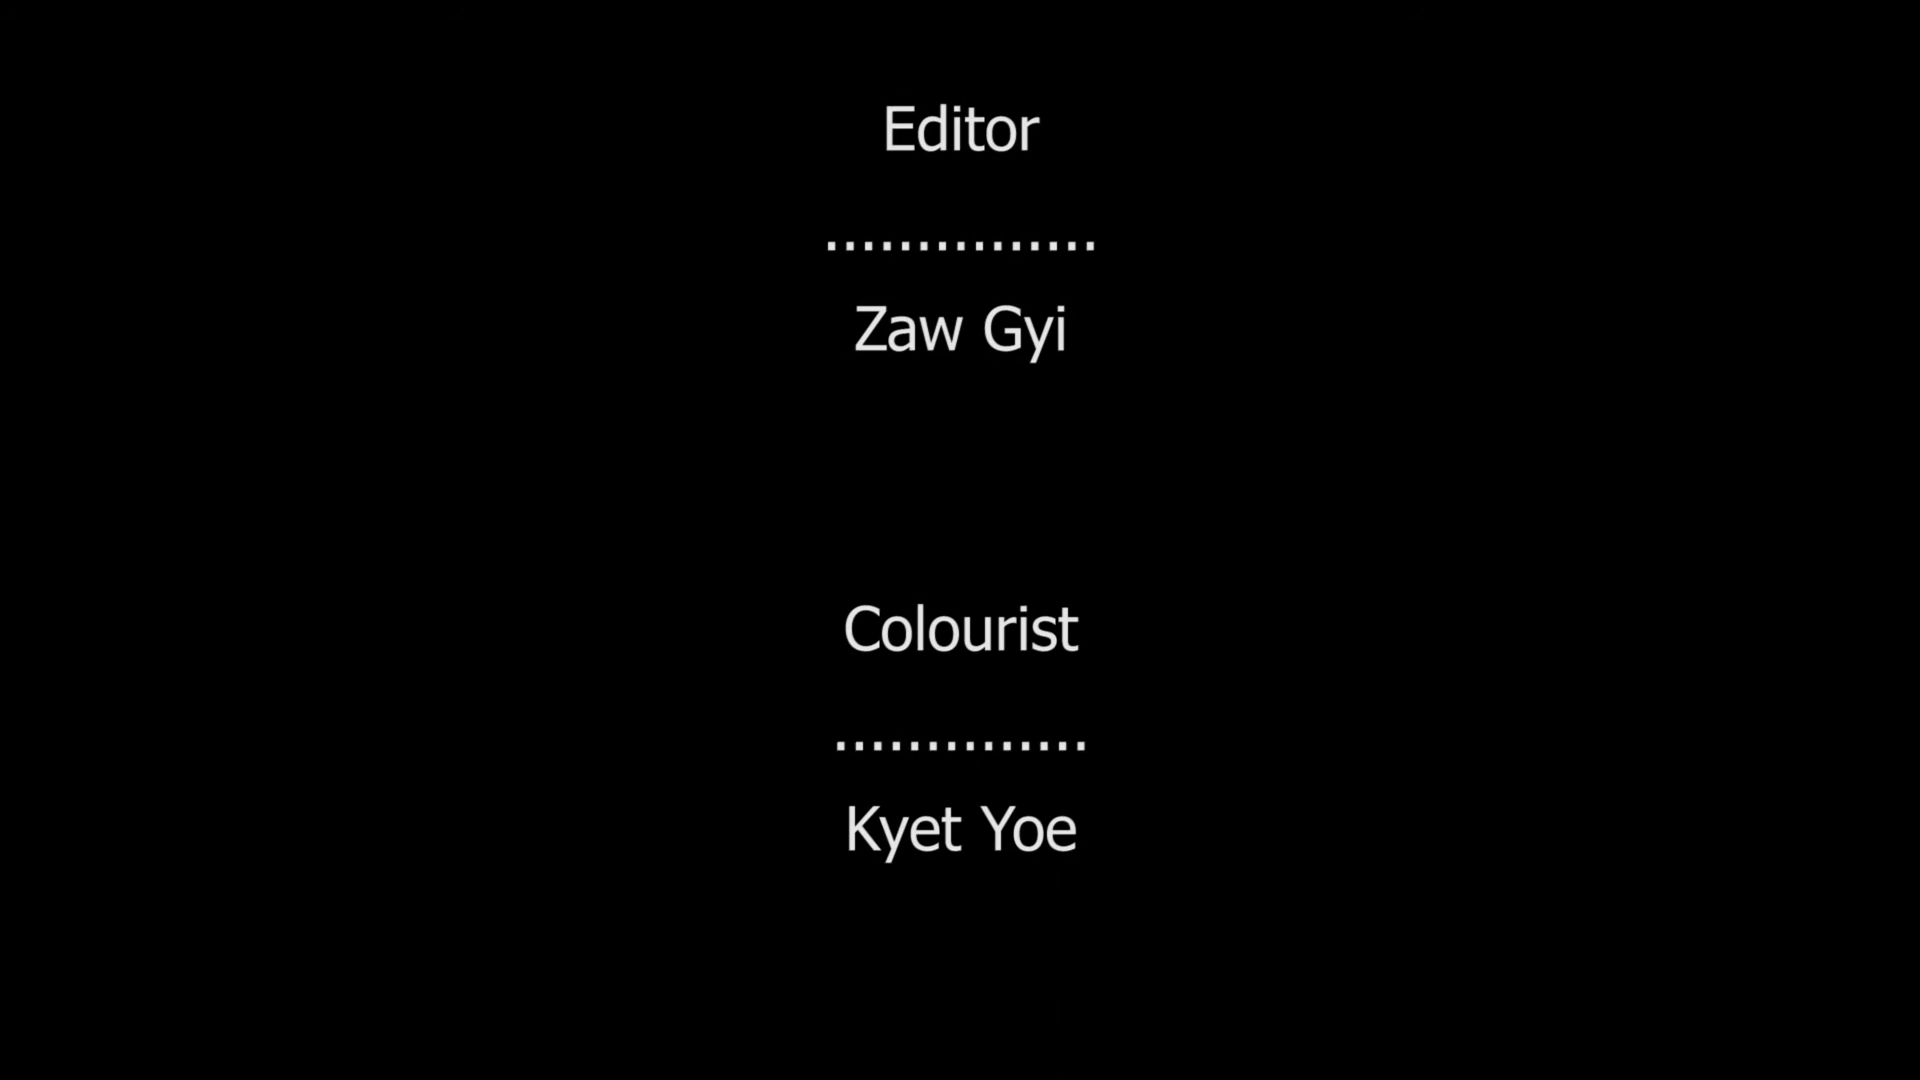 Editor
...............
Zaw Gyi
Colourist
..............
Kyet Yoe